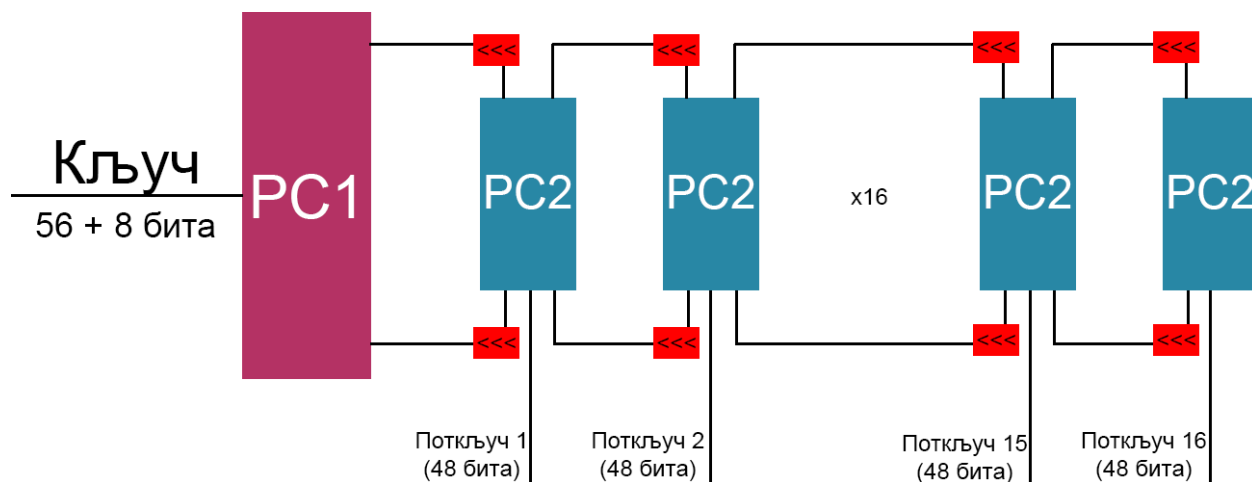 <<<
<<<
<<<
<<<
Кључ
56 + 8 бита
PC1
PC2
PC2
x16
PC2
PC2
<<<
<<<
<<<
<<<
Поткључ 1
(48 бита)
Поткључ 2
(48 бита)
Поткључ 15
(48 бита)
Поткључ 16
(48 бита)